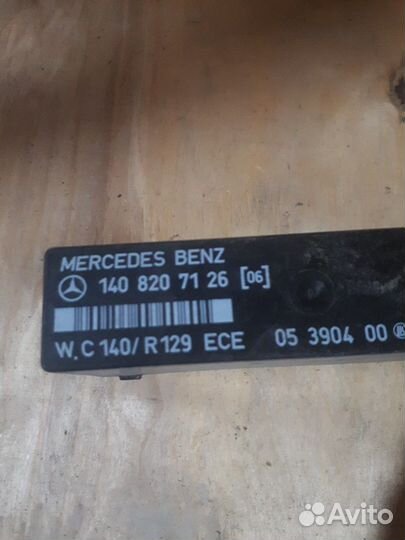 MERCEDES BENZ
140 820 71 26 [06]
W, C 140/ R 129 ECE 05 3904 00
Avito